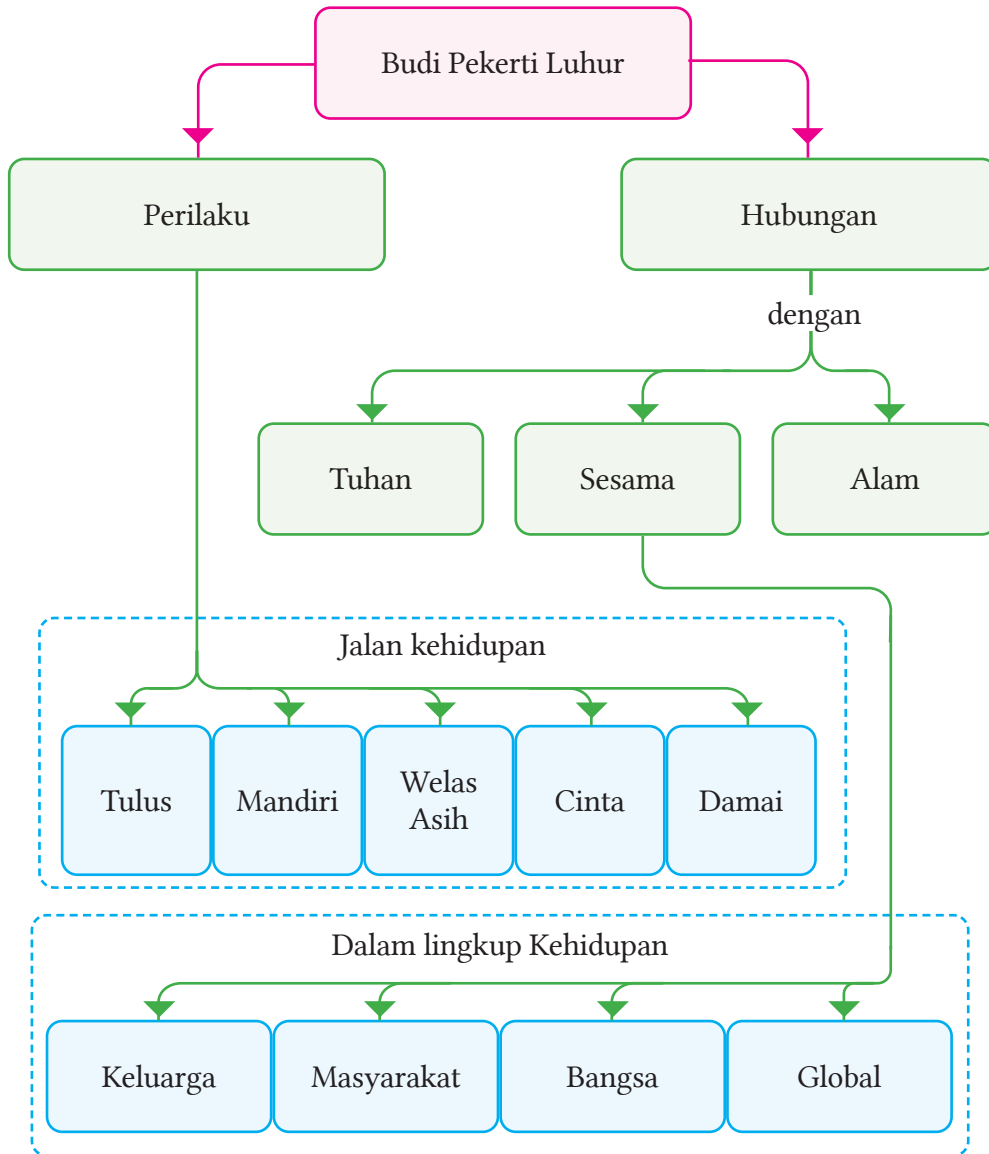 Budi Pekerti Luhur
Perilaku
Hubungan
dengan
Tuhan
Sesama
Alam
Jalan kehidupan
Tulus
Mandiri
Welas
Asih
Cinta
Damai
Dalam lingkup Kehidupan
Keluarga
Masyarakat
Bangsa
Global